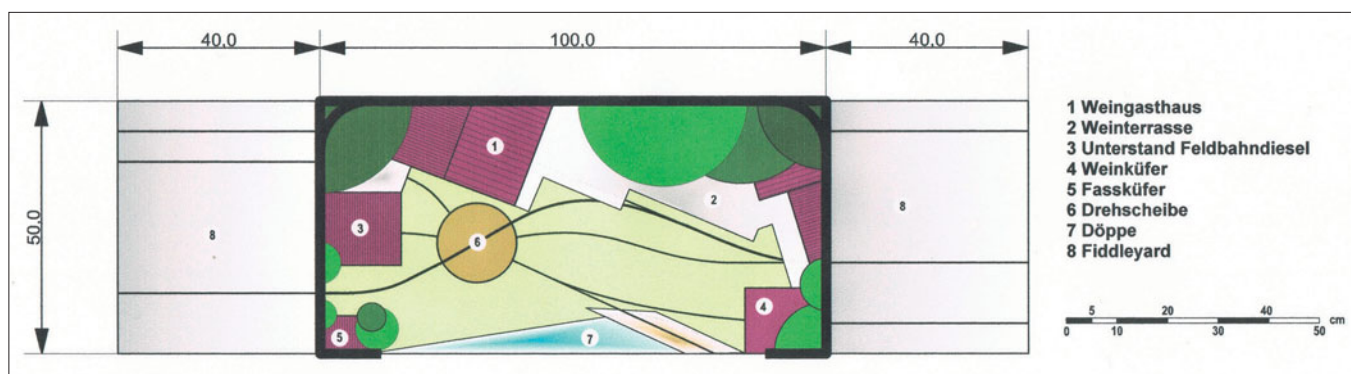 40,0
100,0
40,0
50,0
1
2
3
4
5
6
7
8
8
1 Weingasthaus
2 Weinterrasse
3 Unterstand Feldbahndiesel
4 Weinküfer
5 Fassküfer
6 Drehscheibe
7 Döppe
8 Fiddleyard
5 20 40
0 10 30 50 cm